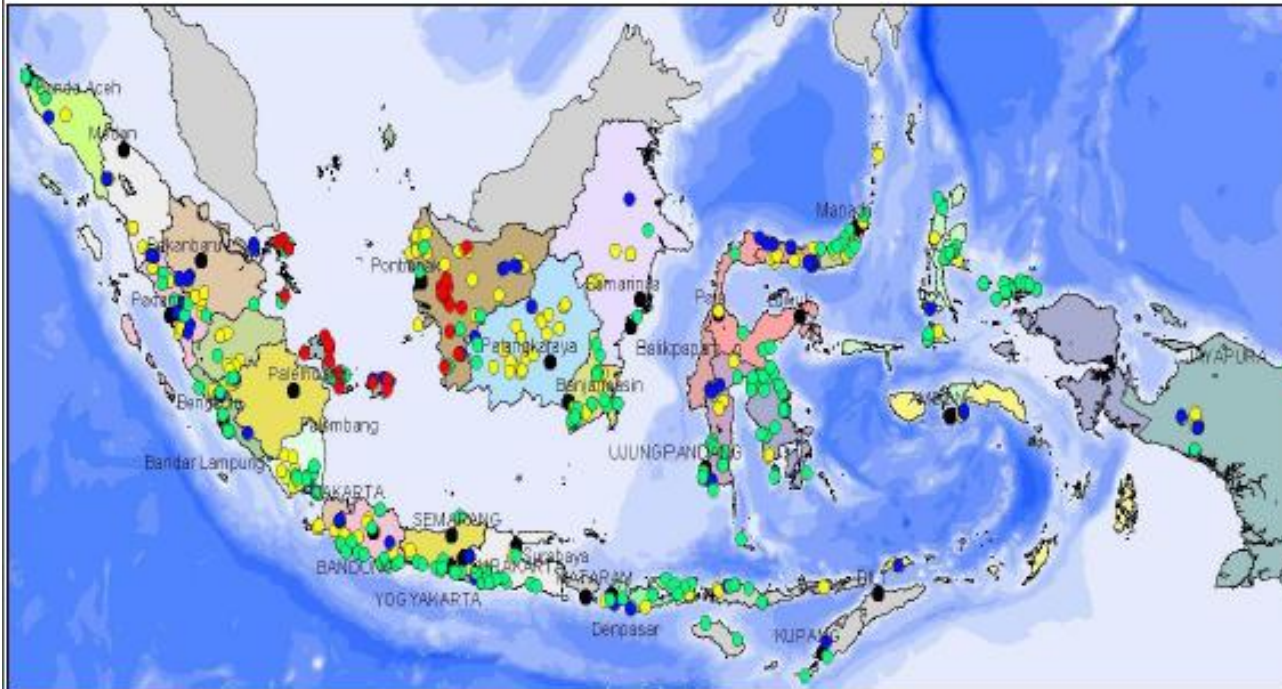 Banda Aceh
Medan
Manado
Pekanbaru
Pontianak
Samarinda
Padang
Palu
Palangkaraya
Balikpapan
JAYAPURA
Palembang
Banjarmasin
Bengkulu
Palembang
UJUNGPANDANG
Bandar Lampung
JAKARTA
SEMARANG
Surabaya
BANDUNG
MATARAM
YOGYAKARTA
Denpasar
KUPANG